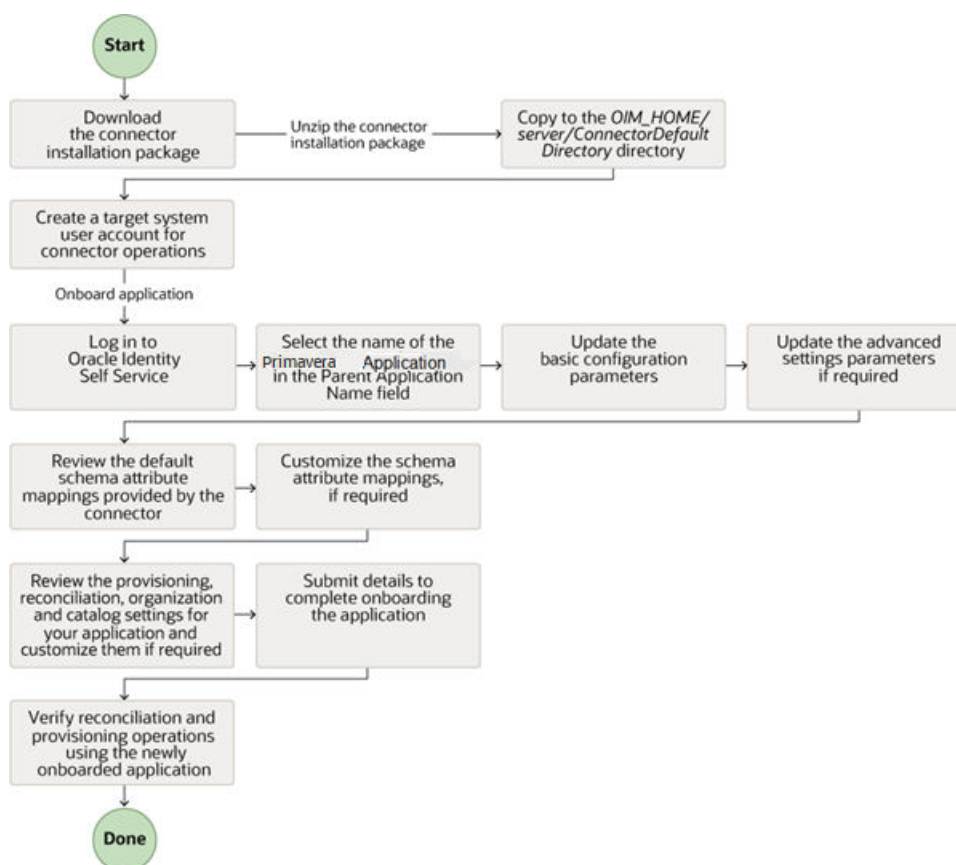 Start
Download
the connector
installation package
Unzip the connector
installation package
Copy to the OIM_HOME/
server/ConnectorDefault
Directory directory
Create a target system
user account for
connector operations
Onboard application
Log in to
Oracle Identity
Self Service
Select the name of the
Primavera Application
in the Parent Application
Name field
Update the
basic configuration
parameters
Update the advanced
settings parameters
if required
Review the default
schema attribute
mappings provided by the
connector
Customize the schema
attribute mappings,
if required
Review the provisioning,
reconciliation, organization
and catalog settings for
your application and
customize them if required
Submit details to
complete onboarding
the application
Verify reconciliation and
provisioning operations
using the newly
onboarded application
Done